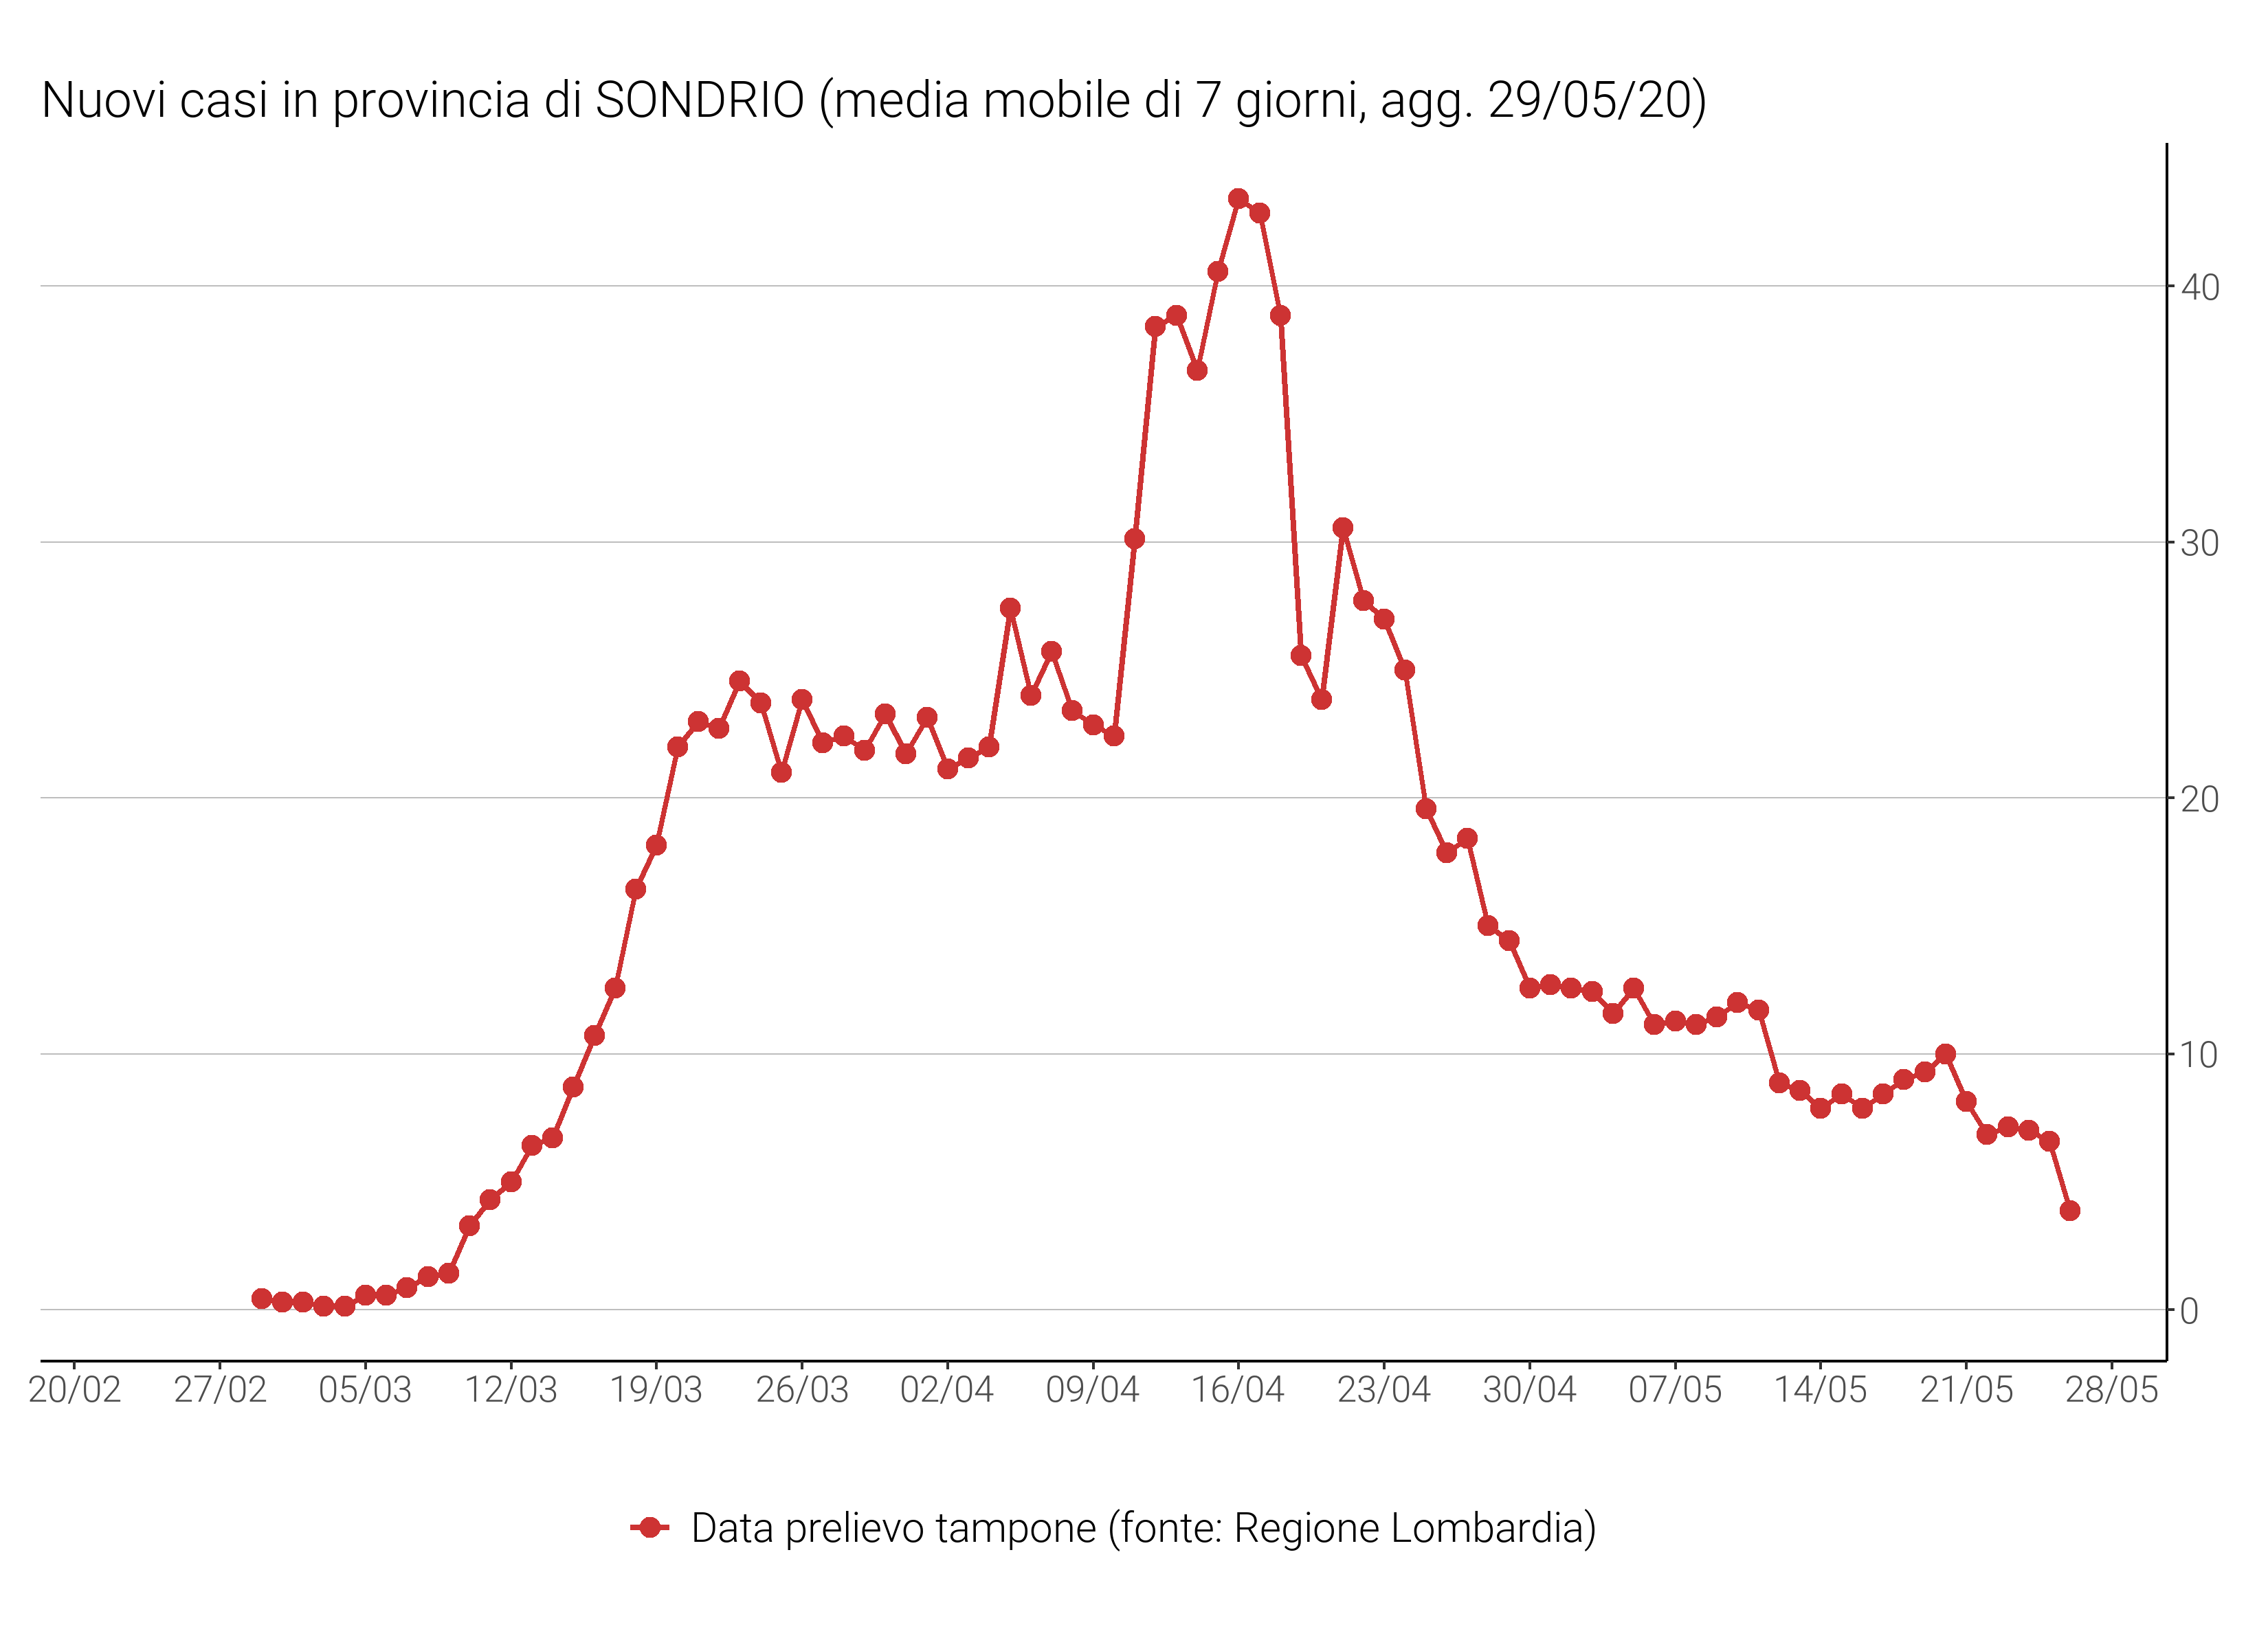 Nuovi casi in provincia di SONDRIO (media mobile di 7 giorni, agg. 29/05/20)
40
30
20
10
0
20/02 27/02 05/03 12/03 19/03 26/03 02/04 09/04 16/04 23/04 30/04 07/05 14/05 21/05 28/05
Data prelievo tampone (fonte: Regione Lombardia)